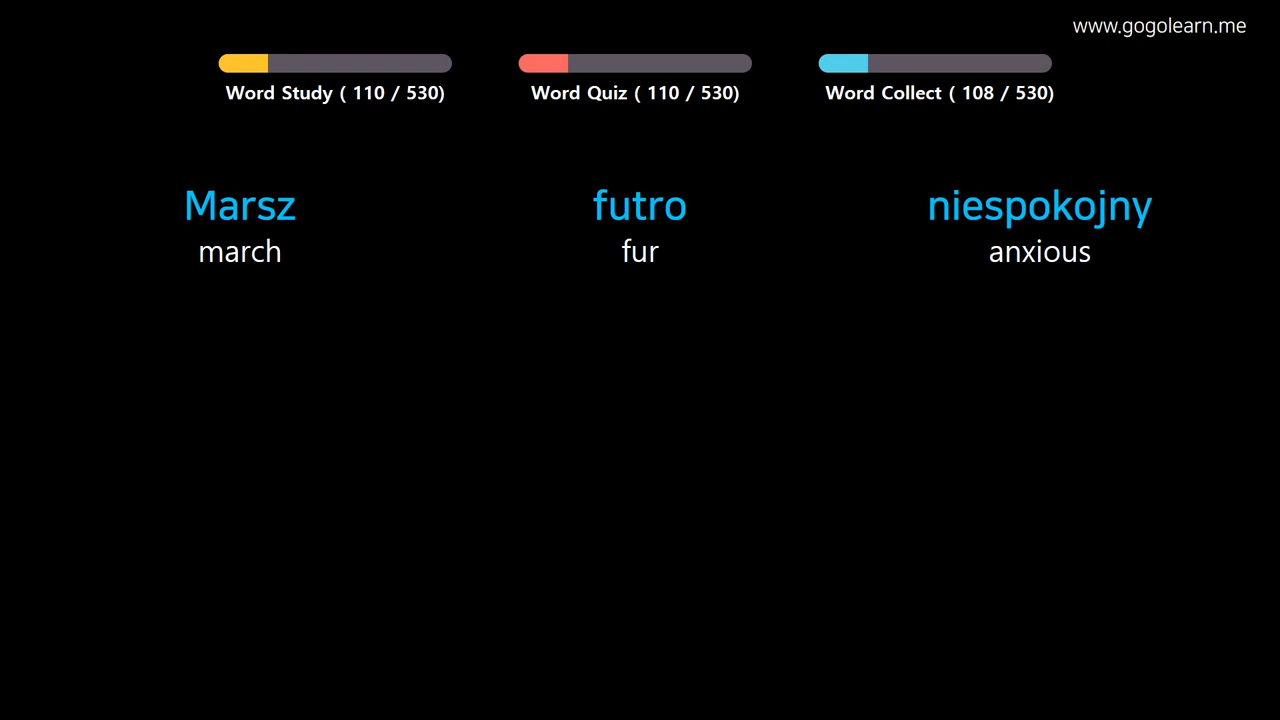 www.gogolearn.me
Word Study ( 110 / 530)
Word Quiz ( 110 / 530)
Word Collect ( 108 / 530)
Marsz
march
futro
fur
niespokojny
anxious